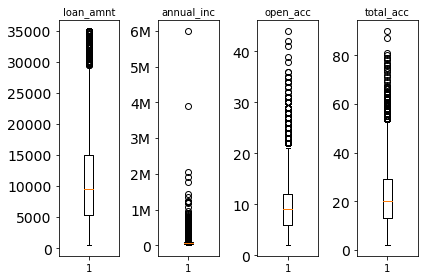 loan_amnt
annual_inc
open_acc
total_acc
35000
30000
25000
20000
15000
10000
5000
0
1
6M
5M
4M
3M
2M
1M
0
1
40
30
20
10
0
1
80
60
40
20
0
1